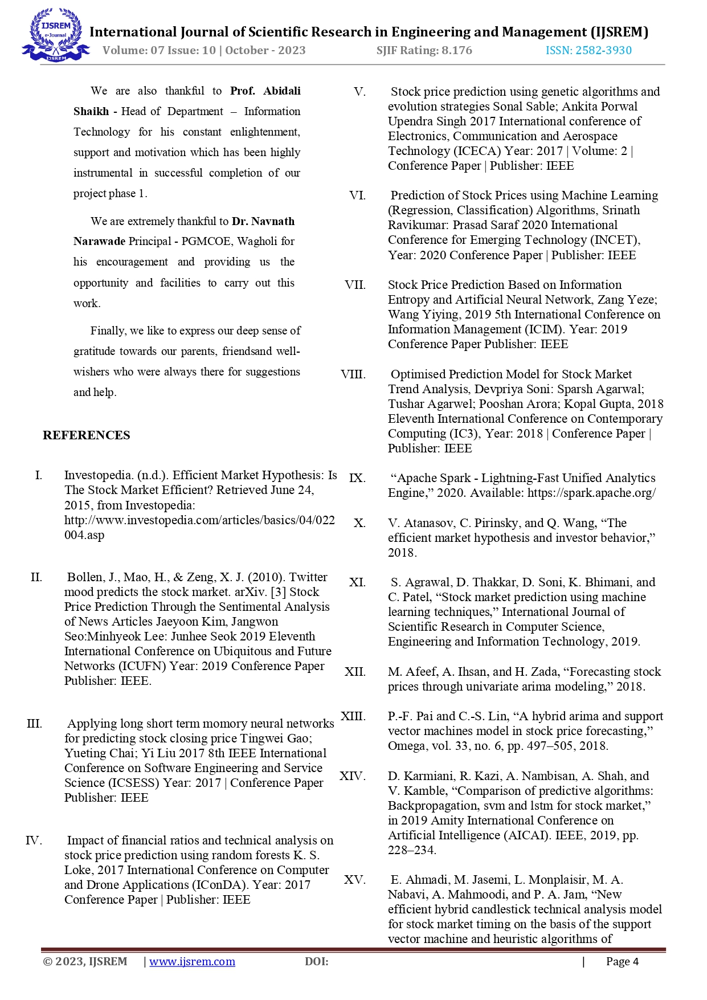 IJSREM
e-Journal
IJSREM
International Journal of Scientific Research in Engineering and Management (IJSREM)
Volume: 07 Issue: 10 | October - 2023 SJIF Rating: 8.176 ISSN: 2582-3930
We are also thankful to Prof. Abidali
Shaikh - Head of Department – Information
Technology for his constant enlightenment,
support and motivation which has been highly
instrumental in successful completion of our
project phase 1.
We are extremely thankful to Dr. Navnath
Narawade Principal - PGMCOE, Wagholi for
his encouragement and providing us the
opportunity and facilities to carry out this
work.
Finally, we like to express our deep sense of
gratitude towards our parents, friendsand well-
wishers who were always there for suggestions
and help.
REFERENCES
I. Investopedia. (n.d.). Efficient Market Hypothesis: Is
The Stock Market Efficient? Retrieved June 24,
2015, from Investopedia:
http://www.investopedia.com/articles/basics/04/022
004.asp
II. Bollen, J., Mao, H., & Zeng, X. J. (2010). Twitter
mood predicts the stock market. arXiv. [3] Stock
Price Prediction Through the Sentimental Analysis
of News Articles Jaeyoon Kim, Jangwon
Seo:Minhyeok Lee: Junhee Seok 2019 Eleventh
International Conference on Ubiquitous and Future
Networks (ICUFN) Year: 2019 Conference Paper
Publisher: IEEE.
III. Applying long short term momory neural networks
for predicting stock closing price Tingwei Gao;
Yueting Chai; Yi Liu 2017 8th IEEE International
Conference on Software Engineering and Service
Science (ICSESS) Year: 2017 | Conference Paper
Publisher: IEEE
IV. Impact of financial ratios and technical analysis on
stock price prediction using random forests K. S.
Loke, 2017 International Conference on Computer
and Drone Applications (IConDA). Year: 2017
Conference Paper | Publisher: IEEE
V. Stock price prediction using genetic algorithms and
evolution strategies Sonal Sable; Ankita Porwal
Upendra Singh 2017 International conference of
Electronics, Communication and Aerospace
Technology (ICECA) Year: 2017 | Volume: 2 |
Conference Paper | Publisher: IEEE
VI. Prediction of Stock Prices using Machine Learning
(Regression, Classification) Algorithms, Srinath
Ravikumar: Prasad Saraf 2020 International
Conference for Emerging Technology (INCET),
Year: 2020 Conference Paper | Publisher: IEEE
VII. Stock Price Prediction Based on Information
Entropy and Artificial Neural Network, Zang Yeze;
Wang Yiying, 2019 5th International Conference on
Information Management (ICIM). Year: 2019
Conference Paper Publisher: IEEE
VIII. Optimised Prediction Model for Stock Market
Trend Analysis, Devpriya Soni: Sparsh Agarwal;
Tushar Agarwel; Pooshan Arora; Kopal Gupta, 2018
Eleventh International Conference on Contemporary
Computing (IC3), Year: 2018 | Conference Paper |
Publisher: IEEE
IX. “Apache Spark - Lightning-Fast Unified Analytics
Engine,” 2020. Available: https://spark.apache.org/
X. V. Atanasov, C. Pirinsky, and Q. Wang, “The
efficient market hypothesis and investor behavior,”
2018.
XI. S. Agrawal, D. Thakkar, D. Soni, K. Bhimani, and
C. Patel, “Stock market prediction using machine
learning techniques,” International Journal of
Scientific Research in Computer Science,
Engineering and Information Technology, 2019.
XII. M. Afeef, A. Ihsan, and H. Zada, “Forecasting stock
prices through univariate arima modeling,” 2018.
XIII. P.-F. Pai and C.-S. Lin, “A hybrid arima and support
vector machines model in stock price forecasting,”
Omega, vol. 33, no. 6, pp. 497–505, 2018.
XIV. D. Karmiani, R. Kazi, A. Nambisan, A. Shah, and
V. Kamble, “Comparison of predictive algorithms:
Backpropagation, svm and lstm for stock market,”
in 2019 Amity International Conference on
Artificial Intelligence (AICAI). IEEE, 2019, pp.
228–234.
XV. E. Ahmadi, M. Jasemi, L. Monplaisir, M. A.
Nabavi, A. Mahmoodi, and P. A. Jam, “New
efficient hybrid candlestick technical analysis model
for stock market timing on the basis of the support
vector machine and heuristic algorithms of
© 2023, IJSREM | www.ijsrem.com DOI: | Page 4